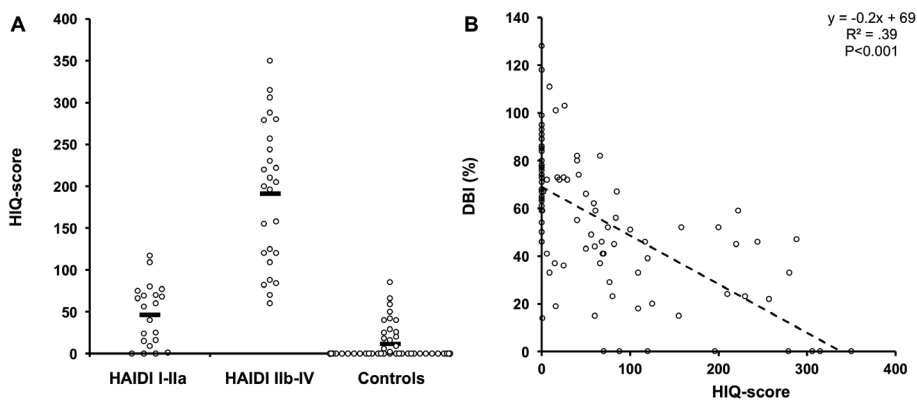 A
400
350
300
250
200
150
100
50
0
HIQ-score
HAIDI I-IIa
HAIDI IIb-IV
Controls
B
140
120
100
80
60
40
20
0
DBI (%)
y = -0.2x + 69
R² = .39
P<0.001
0
100
200
300
400
HIQ-score